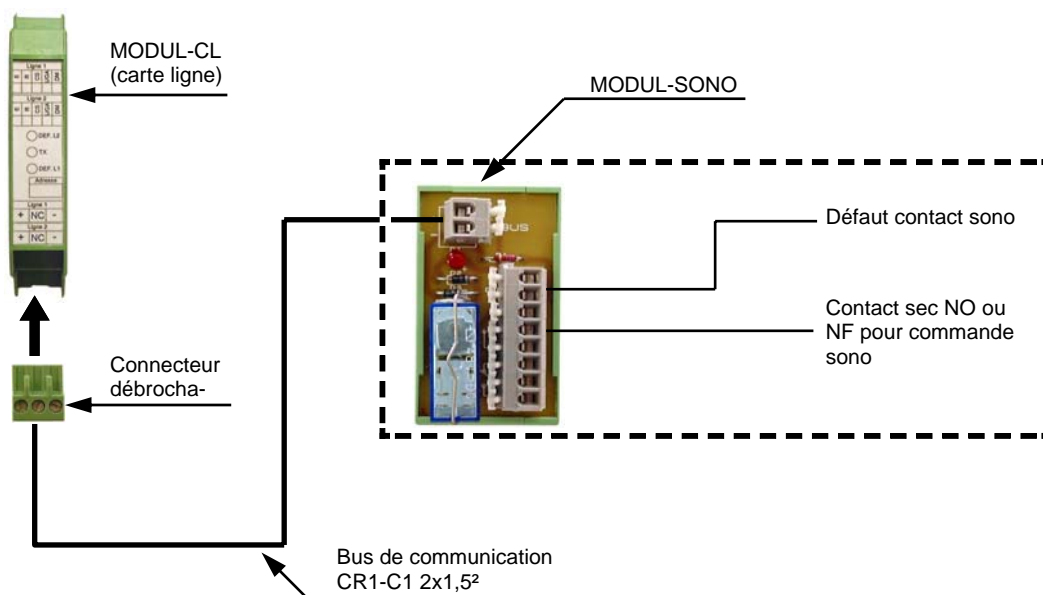 MODUL-CL
(carte ligne)
MODUL-SONO
Ligne 1
Ligne 2
DEF. L2
TX
DEF. L1
Adresse
Ligne 1
+ NC -
Ligne 2
+ NC -
BUS
Défaut contact sono
Contact sec NO ou
NF pour commande
sono
Connecteur
débrocha-
Bus de communication
CR1-C1 2x1,5²